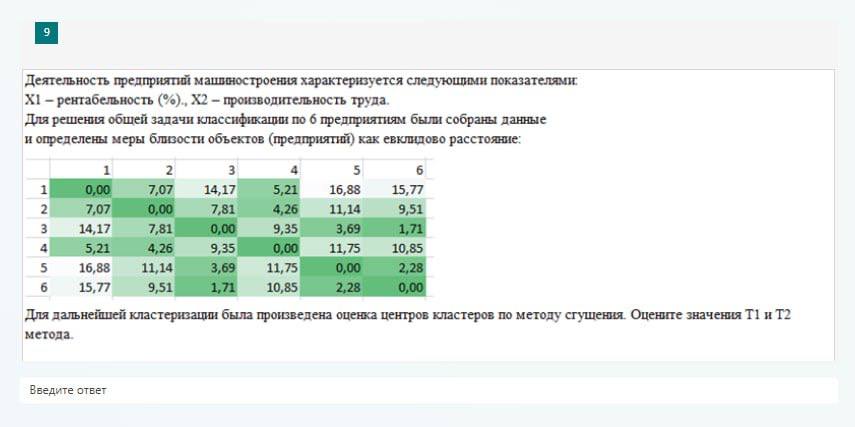 9
Деятельность предприятий машиностроения характеризуется следующими показателями:
X1 – рентабельность (%)., X2 – производительность труда.
Для решения общей задачи классификации по 6 предприятиям были собраны данные
и определены меры близости объектов (предприятий) как евклидово расстояние:
1 2 3 4 5 6
1 0,00 7,07 14,17 5,21 16,88 15,77
2 7,07 0,00 7,81 4,26 11,14 9,51
3 14,17 7,81 0,00 9,35 3,69 1,71
4 5,21 4,26 9,35 0,00 11,75 10,85
5 16,88 11,14 3,69 11,75 0,00 2,28
6 15,77 9,51 1,71 10,85 2,28 0,00
Для дальнейшей кластеризации была произведена оценка центров кластеров по методу сгущения. Оцените значения T1 и T2
метода.
Введите ответ